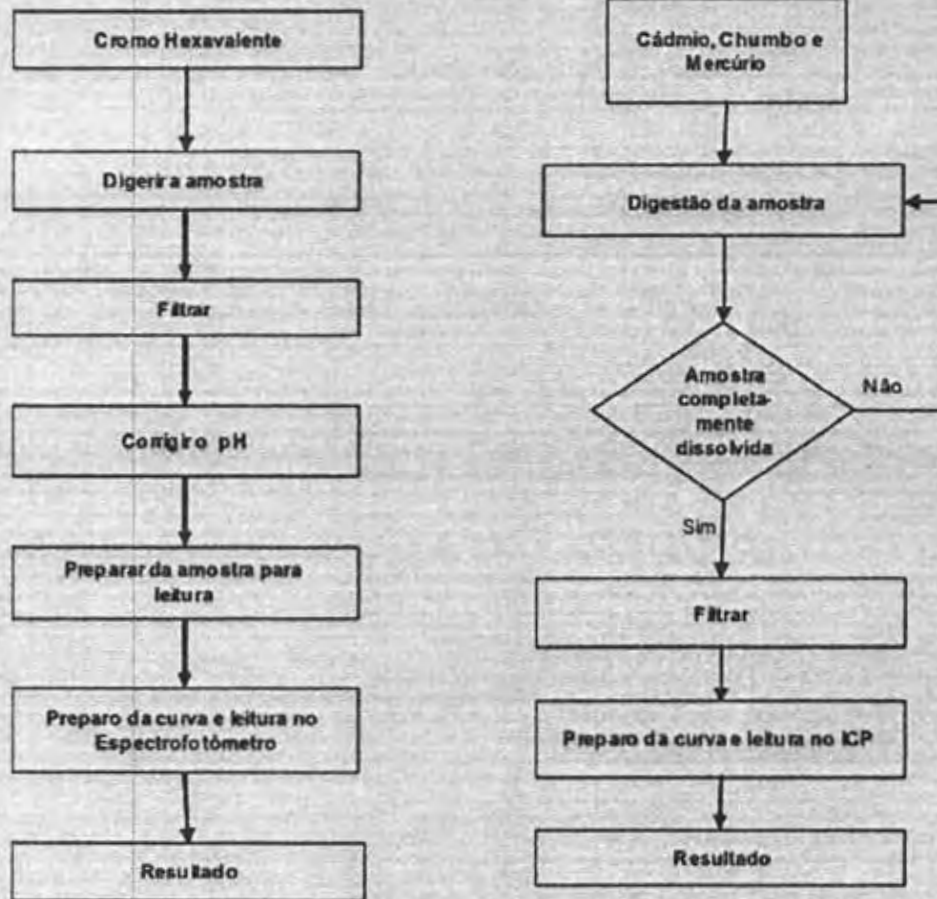 Cromo Hexavalente
Digerir a amostra
Filtrar
Corrigir o pH
Preparar da amostra para
leitura
Preparo da curva e leitura no
Espectrofotômetro
Resultado
Cádmio, Chumbo e
Mercúrio
Digestão da amostra
Amostra
completa-
mente
dissolvida
Não
Sim
Filtrar
Preparo da curva e leitura no ICP
Resultado